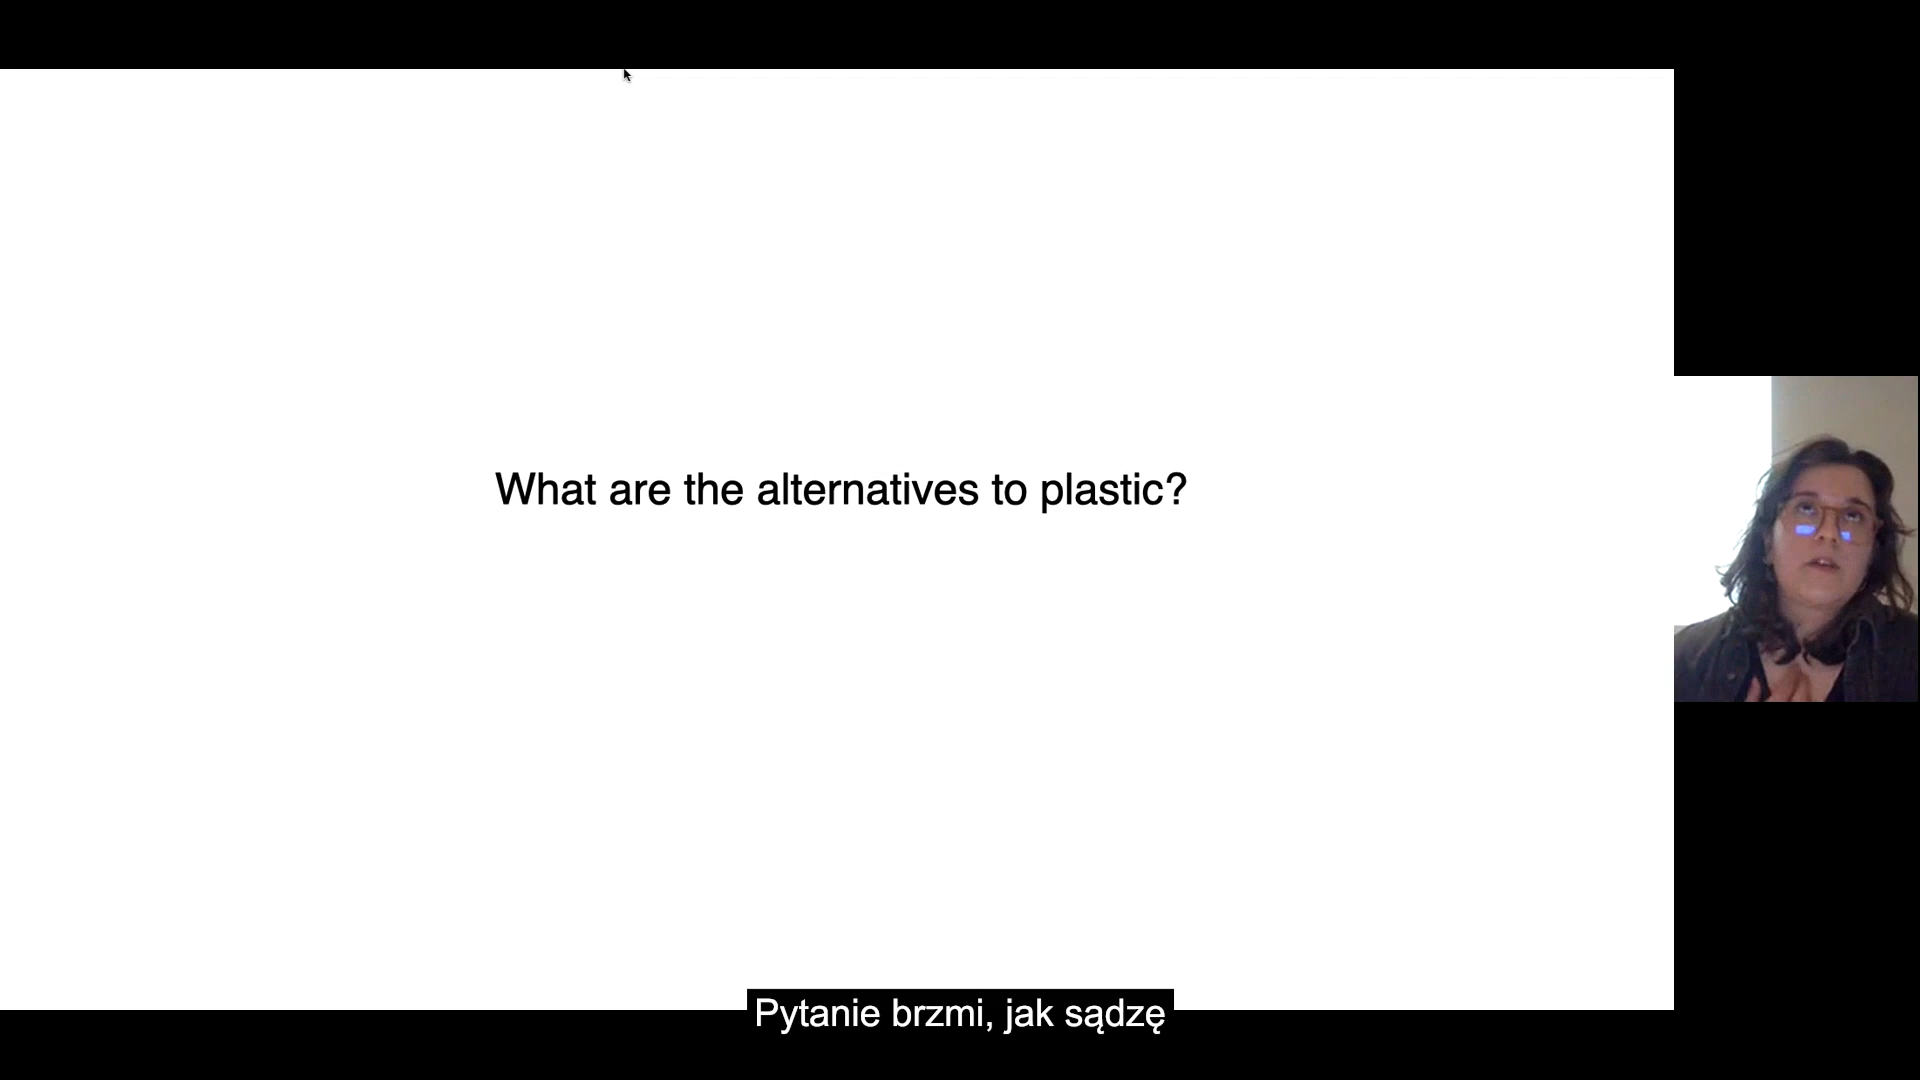 What are the alternatives to plastic?
Pytanie brzmi, jak sądzę